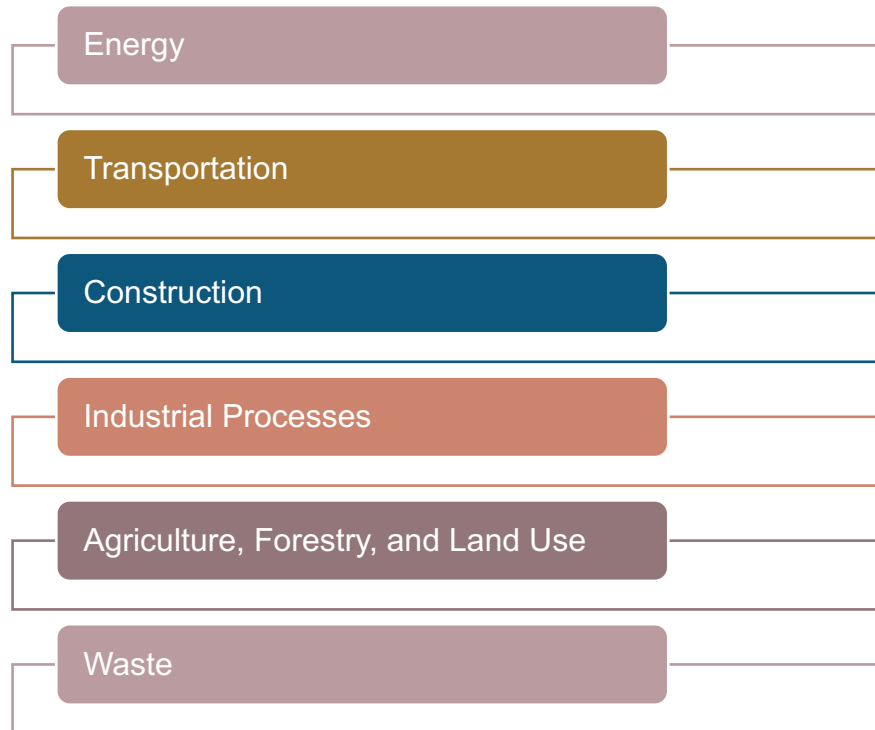 Energy
Transportation
Construction
Industrial Processes
Agriculture, Forestry, and Land Use
Waste